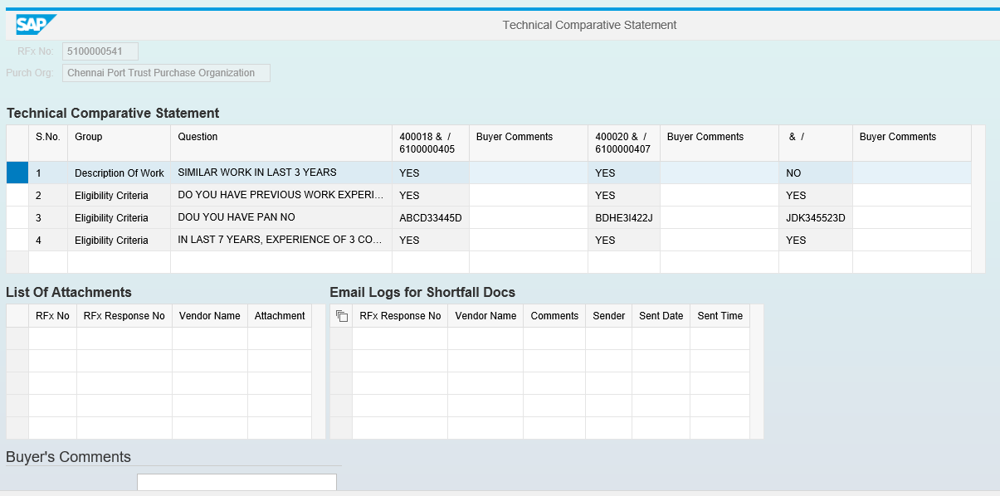 SAP
Technical Comparative Statement
RFx No: 5100000541
Purch Org: Chennai Port Trust Purchase Organization
Technical Comparative Statement
S.No. Group Question 400018 & / 6100000405 Buyer Comments 400020 & / 6100000407 Buyer Comments & / Buyer Comments
1 Description Of Work SIMILAR WORK IN LAST 3 YEARS YES YES NO
2 Eligibility Criteria DO YOU HAVE PREVIOUS WORK EXPERI... YES YES YES
3 Eligibility Criteria DOU YOU HAVE PAN NO ABCD33445D BDHE3I422J JDK345523D
4 Eligibility Criteria IN LAST 7 YEARS, EXPERIENCE OF 3 CO... YES YES YES
List Of Attachments
RFx No RFx Response No Vendor Name Attachment
Email Logs for Shortfall Docs
RFx Response No Vendor Name Comments Sender Sent Date Sent Time
Buyer's Comments